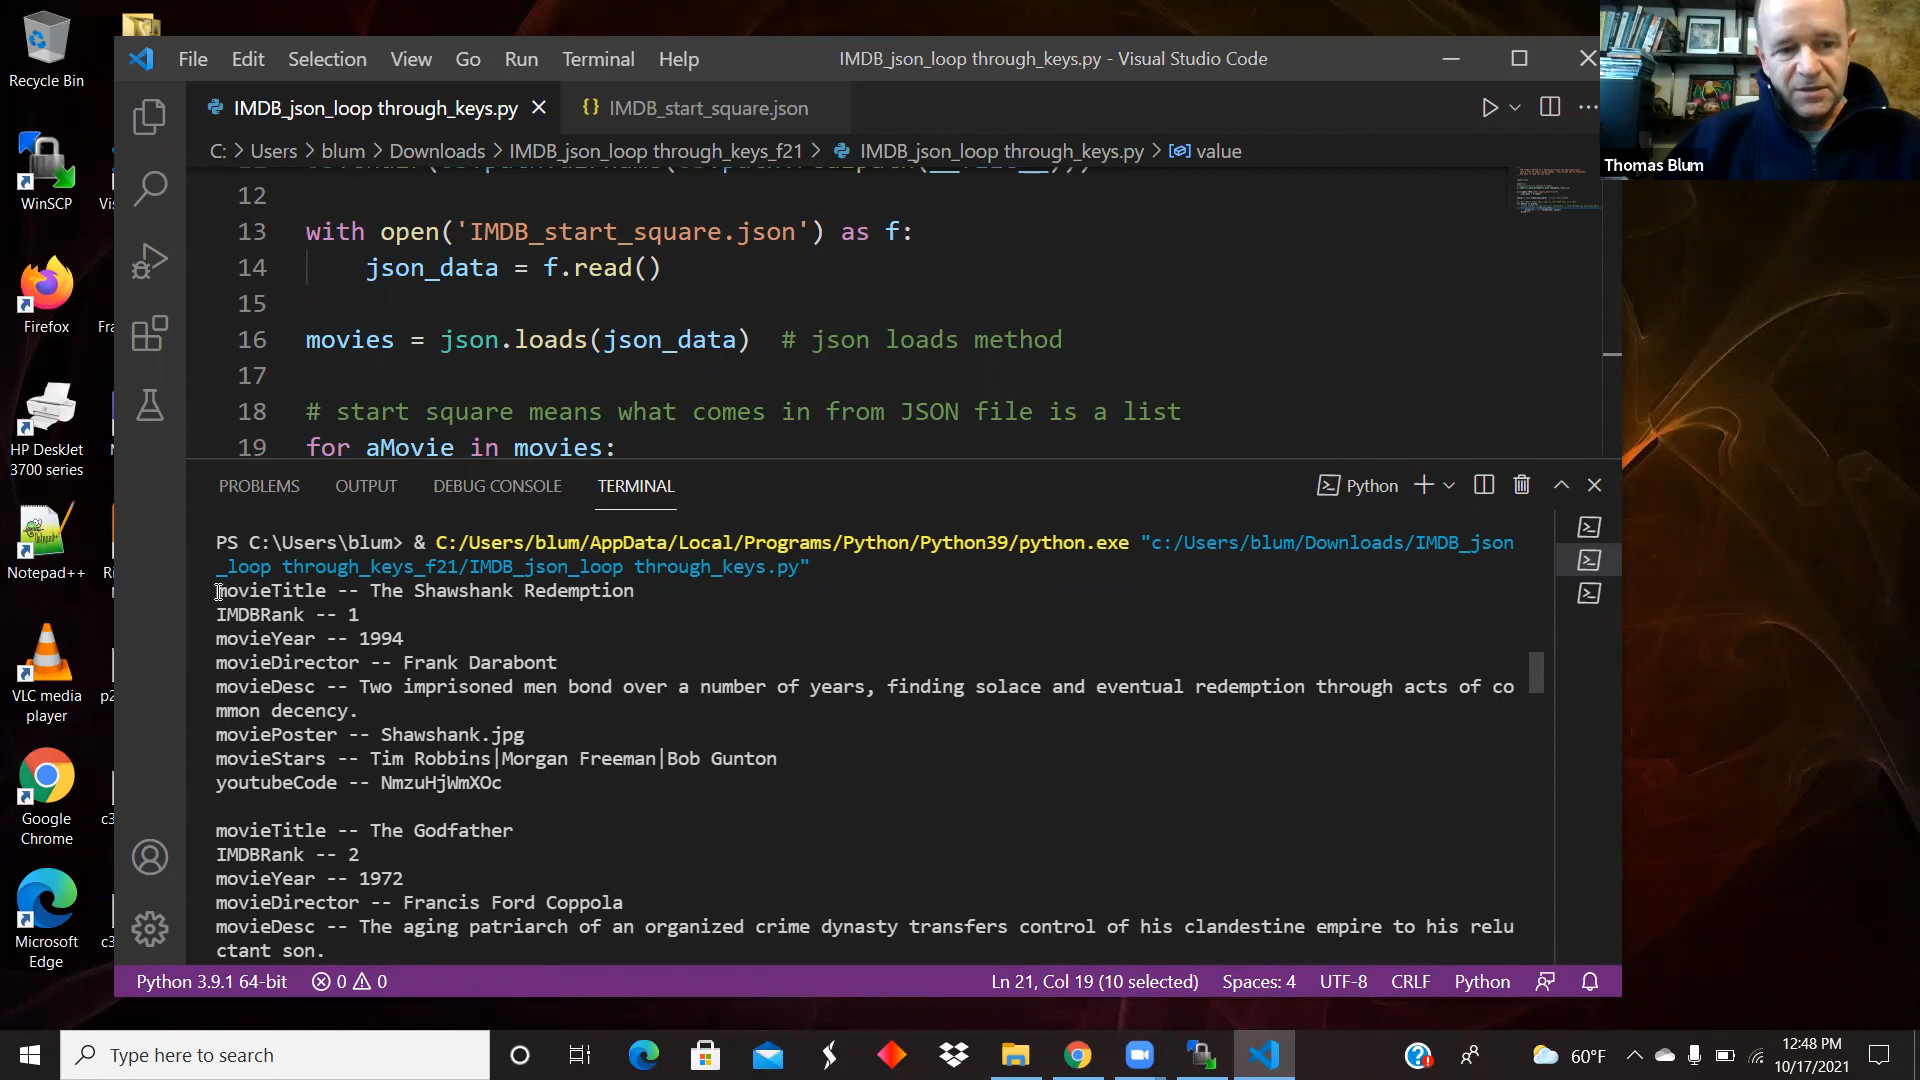 Recycle Bin
WinSCP
Firefox
HP DeskJet
3700 series
Notepad++
VLC media
player
Google
Chrome
Microsoft
Edge
File Edit Selection View Go Run Terminal Help
IMDB_json_loop through_keys.py - Visual Studio Code
IMDB_json_loop through_keys.py
IMDB_start_square.json
C: > Users > blum > Downloads > IMDB_json_loop through_keys_f21 > IMDB_json_loop through_keys.py > value
12
13 with open('IMDB_start_square.json') as f:
14 json_data = f.read()
15
16 movies = json.loads(json_data) # json loads method
17
18 # start square means what comes in from JSON file is a list
19 for aMovie in movies:
PROBLEMS OUTPUT DEBUG CONSOLE TERMINAL
Python
PS C:\Users\blum> & C:/Users/blum/AppData/Local/Programs/Python/Python39/python.exe "c:/Users/blum/Downloads/IMDB_json
_loop through_keys_f21/IMDB_json_loop through_keys.py"
movieTitle -- The Shawshank Redemption
IMDBRank -- 1
movieYear -- 1994
movieDirector -- Frank Darabont
movieDesc -- Two imprisoned men bond over a number of years, finding solace and eventual redemption through acts of co
mmon decency.
moviePoster -- Shawshank.jpg
movieStars -- Tim Robbins|Morgan Freeman|Bob Gunton
youtubeCode -- NmzuHjWmXOc
movieTitle -- The Godfather
IMDBRank -- 2
movieYear -- 1972
movieDirector -- Francis Ford Coppola
movieDesc -- The aging patriarch of an organized crime dynasty transfers control of his clandestine empire to his relu
ctant son.
Python 3.9.1 64-bit 0 0
Ln 21, Col 19 (10 selected) Spaces: 4 UTF-8 CRLF Python
Thomas Blum
Type here to search
60°F
12:48 PM
10/17/2021